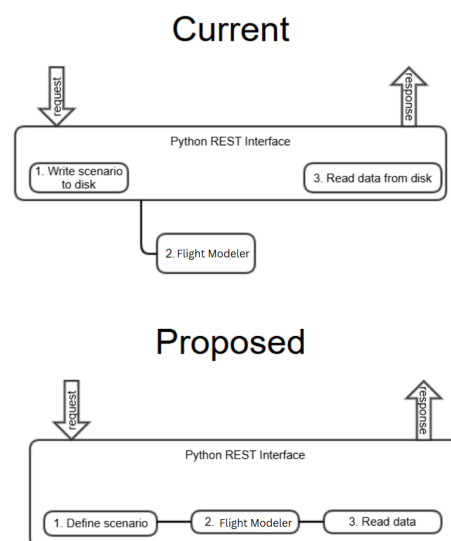 Current
request
response
Python REST Interface
1. Write scenario
to disk
3. Read data from disk
2. Flight Modeler
Proposed
request
response
Python REST Interface
1. Define scenario
2. Flight Modeler
3. Read data